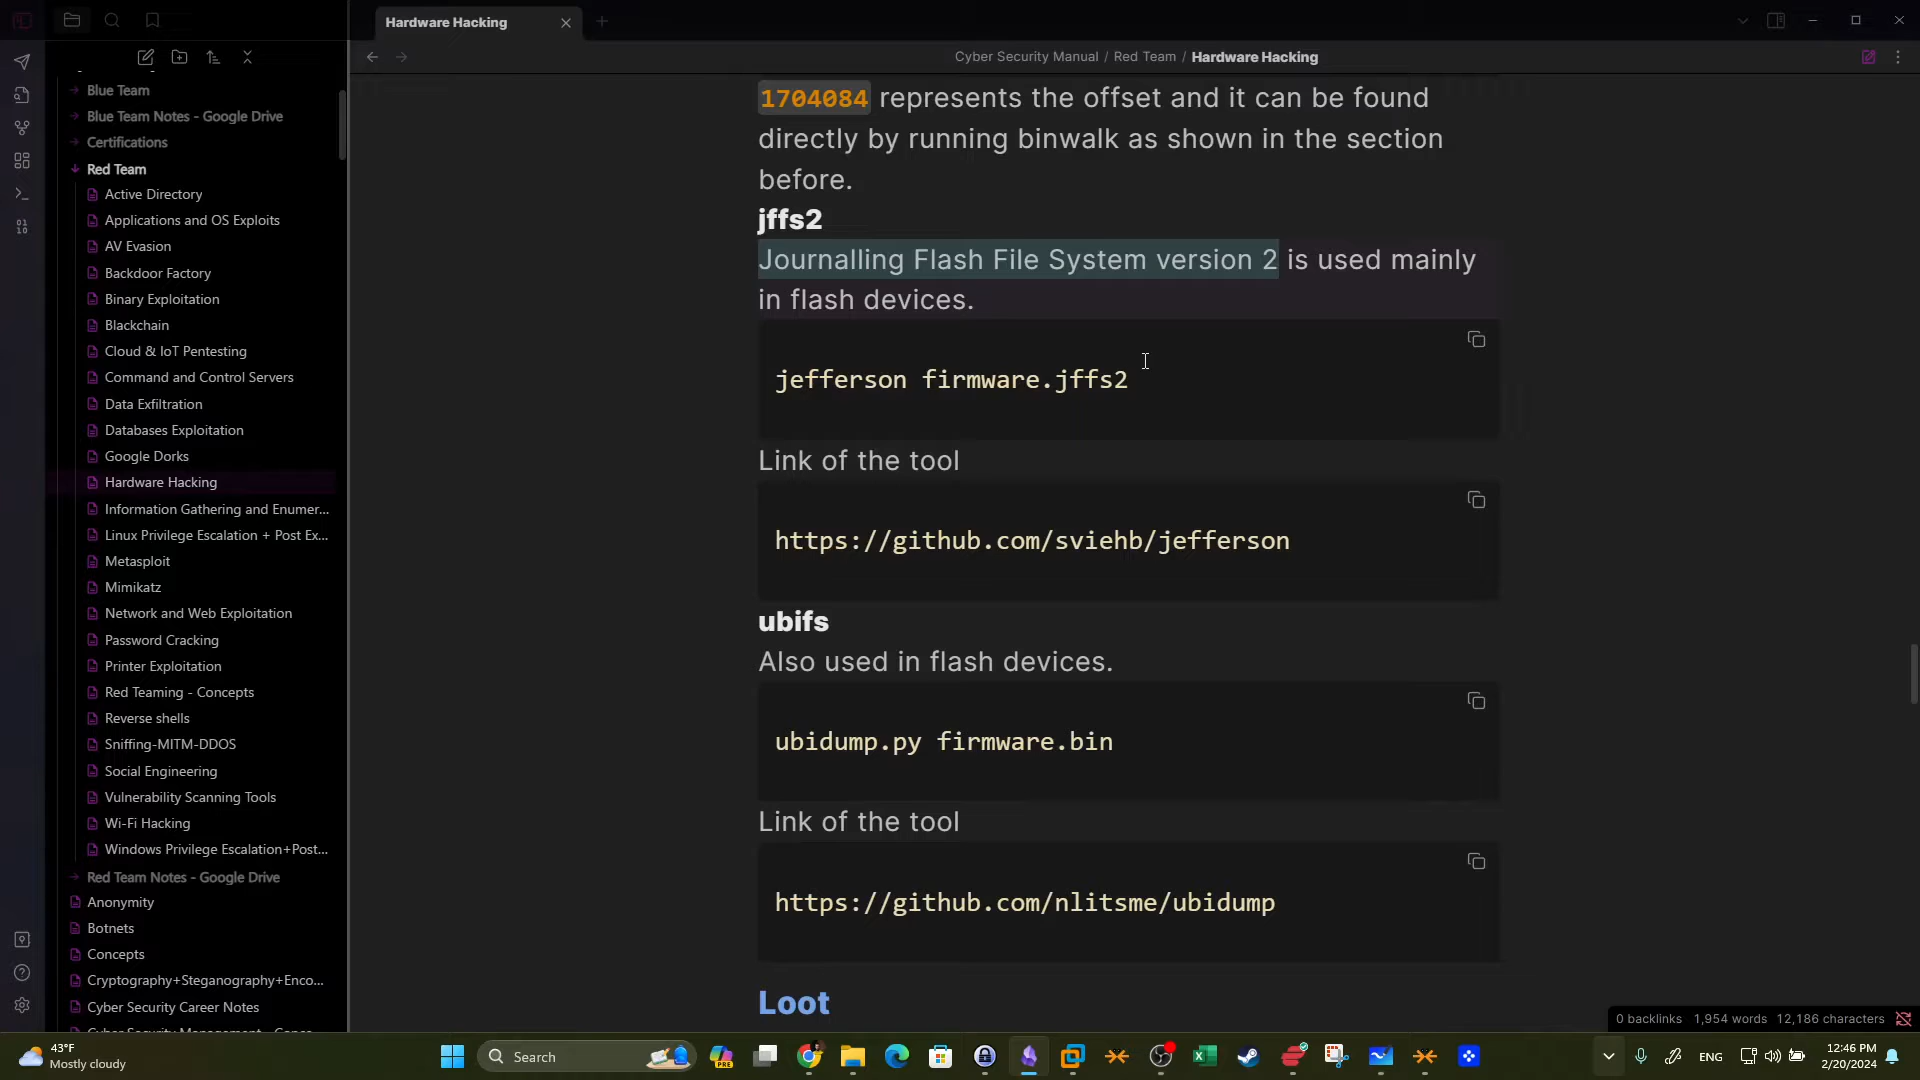 Hardware Hacking
Cyber Security Manual / Red Team / Hardware Hacking
Blue Team
Blue Team Notes - Google Drive
Certifications
Red Team
Active Directory
Applications and OS Exploits
AV Evasion
Backdoor Factory
Binary Exploitation
Blackchain
Cloud & IoT Pentesting
Command and Control Servers
Data Exfiltration
Databases Exploitation
Google Dorks
Hardware Hacking
Information Gathering and Enumer...
Linux Privilege Escalation + Post Ex...
Metasploit
Mimikatz
Network and Web Exploitation
Password Cracking
Printer Exploitation
Red Teaming - Concepts
Reverse shells
Sniffing-MITM-DDOS
Social Engineering
Vulnerability Scanning Tools
Wi-Fi Hacking
Windows Privilege Escalation+Post...
Red Team Notes - Google Drive
Anonymity
Botnets
Concepts
Cryptography+Steganography+Enco...
Cyber Security Career Notes
1704084 represents the offset and it can be found
directly by running binwalk as shown in the section
before.
jffs2
Journalling Flash File System version 2 is used mainly
in flash devices.
jefferson firmware.jffs2
Link of the tool
https://github.com/sviehb/jefferson
ubifs
Also used in flash devices.
ubidump.py firmware.bin
Link of the tool
https://github.com/nlitsme/ubidump
Loot
0 backlinks 1,954 words 12,186 characters
43°F
Mostly cloudy
Search
PRE
ENG
12:46 PM
2/20/2024